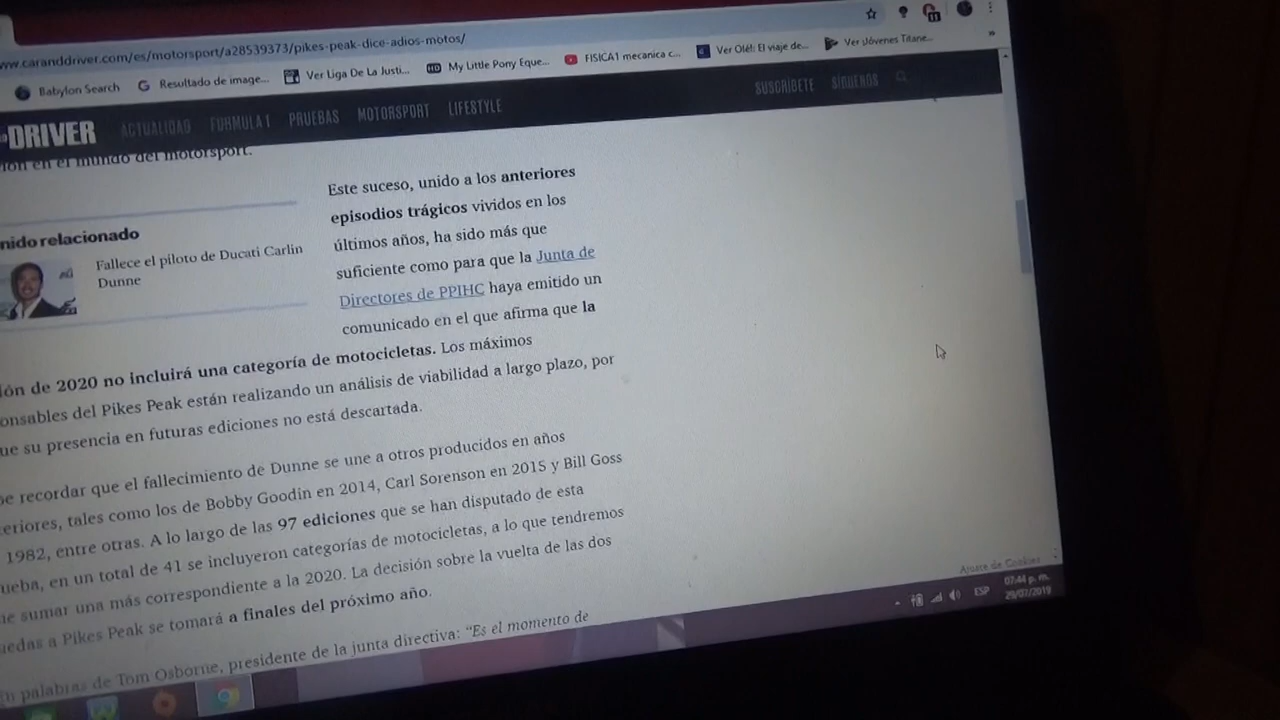 ww.caranddriver.com/es/motorsport/a28539373/pikes-peak-dice-adios-motos/
Babylon Search
Resultado de image...
Ver Liga De La Justi...
My Little Pony Eque...
FISICA1 mecanica c...
Ver Olé!: El viaje de...
Ver Jóvenes Titane...
DRIVER
ACTUALIDAD
FORMULA 1
PRUEBAS
MOTORSPORT
LIFESTYLE
SUSCRÍBETE
SÍGUENOS
en el mundo del motorsport.
nido relacionado
Fallece el piloto de Ducati Carlin
Dunne
Este suceso, unido a los anteriores
episodios trágicos vividos en los
últimos años, ha sido más que
suficiente como para que la Junta de
Directores de PPIHC haya emitido un
comunicado en el que afirma que la
ión de 2020 no incluirá una categoría de motocicletas. Los máximos
onsables del Pikes Peak están realizando un análisis de viabilidad a largo plazo, por
ue su presencia en futuras ediciones no está descartada.
be recordar que el fallecimiento de Dunne se une a otros producidos en años
eriores, tales como los de Bobby Goodin en 2014, Carl Sorenson en 2015 y Bill Goss
1982, entre otras. A lo largo de las 97 ediciones que se han disputado de esta
ueba, en un total de 41 se incluyeron categorías de motocicletas, a lo que tendremos
ue sumar una más correspondiente a la 2020. La decisión sobre la vuelta de las dos
uedas a Pikes Peak se tomará a finales del próximo año.
n palabras de Tom Osborne, presidente de la junta directiva: “Es el momento de
Ajuste de Cookies
ESP
07:44 p. m.
29/07/2019